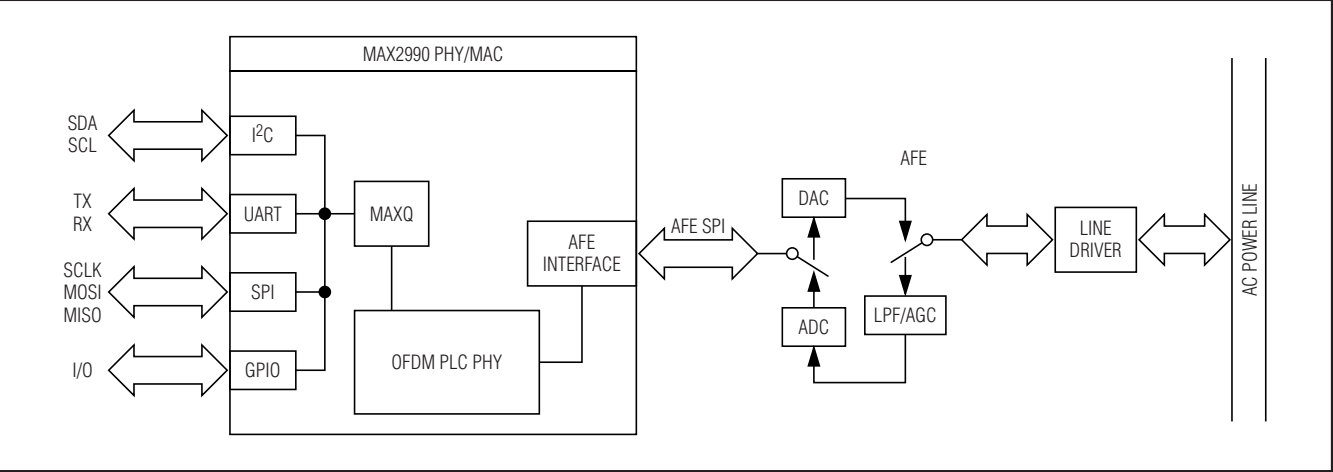 MAX2990 PHY/MAC
SDA
SCL
I²C
TX
RX
UART
MAXQ
SCLK
MOSI
MISO
SPI
I/O
GPIO
OFDM PLC PHY
AFE
INTERFACE
AFE SPI
AFE
DAC
ADC
LPF/AGC
LINE
DRIVER
AC POWER LINE